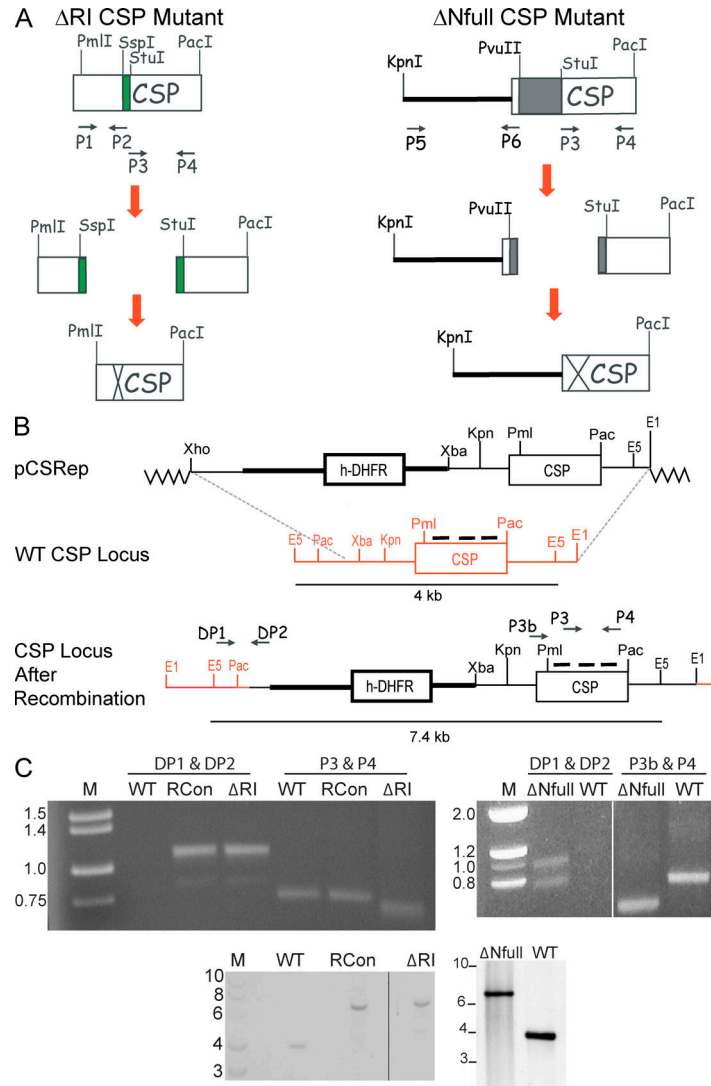 A
ΔRI CSP Mutant
ΔNfull CSP Mutant
PmlI SspI StuI PacI
CSP
P1 P2 P3 P4
KpnI PvuII StuI PacI
CSP
P5 P6 P3 P4
PmlI SspI StuI PacI
KpnI PvuII StuI PacI
PmlI PacI
CSP
KpnI PacI
CSP
B
pCSRep
Xho h-DHFR Xba Kpn Pml CSP Pac E5 E1
WT CSP Locus
E5 Pac Xba Kpn Pml CSP Pac E5 E1
4 kb
CSP Locus
After
Recombination
DP1 DP2 P3b P3 P4
E1 E5 Pac h-DHFR Xba Kpn Pml CSP Pac E5 E1
7.4 kb
C
DP1 & DP2 P3 & P4
M WT RCon ΔRI WT RCon ΔRI
1.5
1.4
1.0
0.75
DP1 & DP2 P3b & P4
M ΔNfull WT ΔNfull WT
2.0
1.2
1.0
0.8
M WT RCon ΔRI
10
8
6
4
3
ΔNfull WT
10
6
4
3